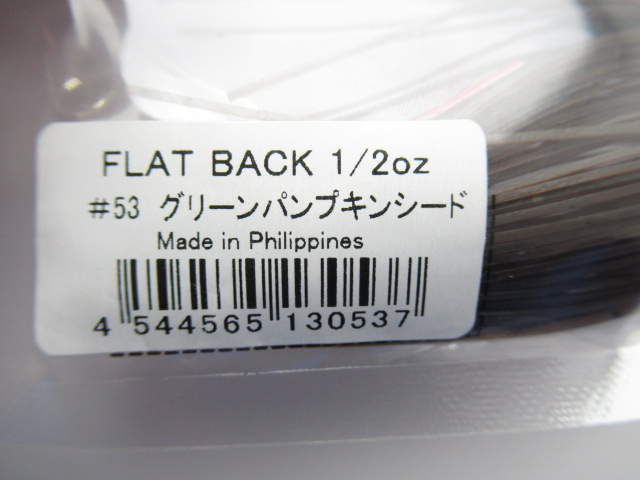 FLAT BACK 1/2oz
#53 グリーンパンプキンシード
Made in Philippines
4 544565 130537